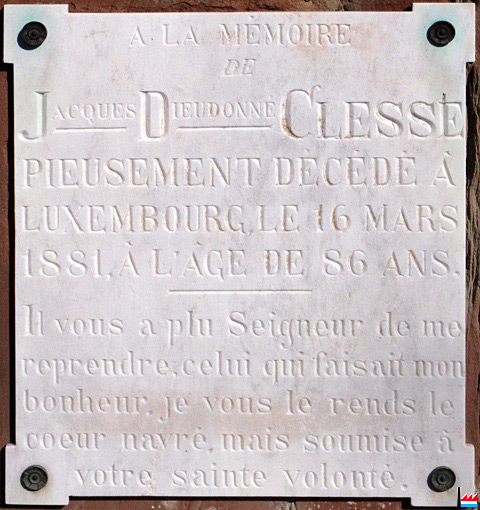 A LA MÉMOIRE
DE
JACQUES DIEUDONNÉ CLESSE
PIEUSEMENT DÉCÉDÉ À
LUXEMBOURG, LE 16 MARS
1881, À L'ÂGE DE 86 ANS.
Il vous a plu Seigneur de me
reprendre, celui qui faisait mon
bonheur, je vous le rends le
coeur navré, mais soumise à
votre sainte volonté.